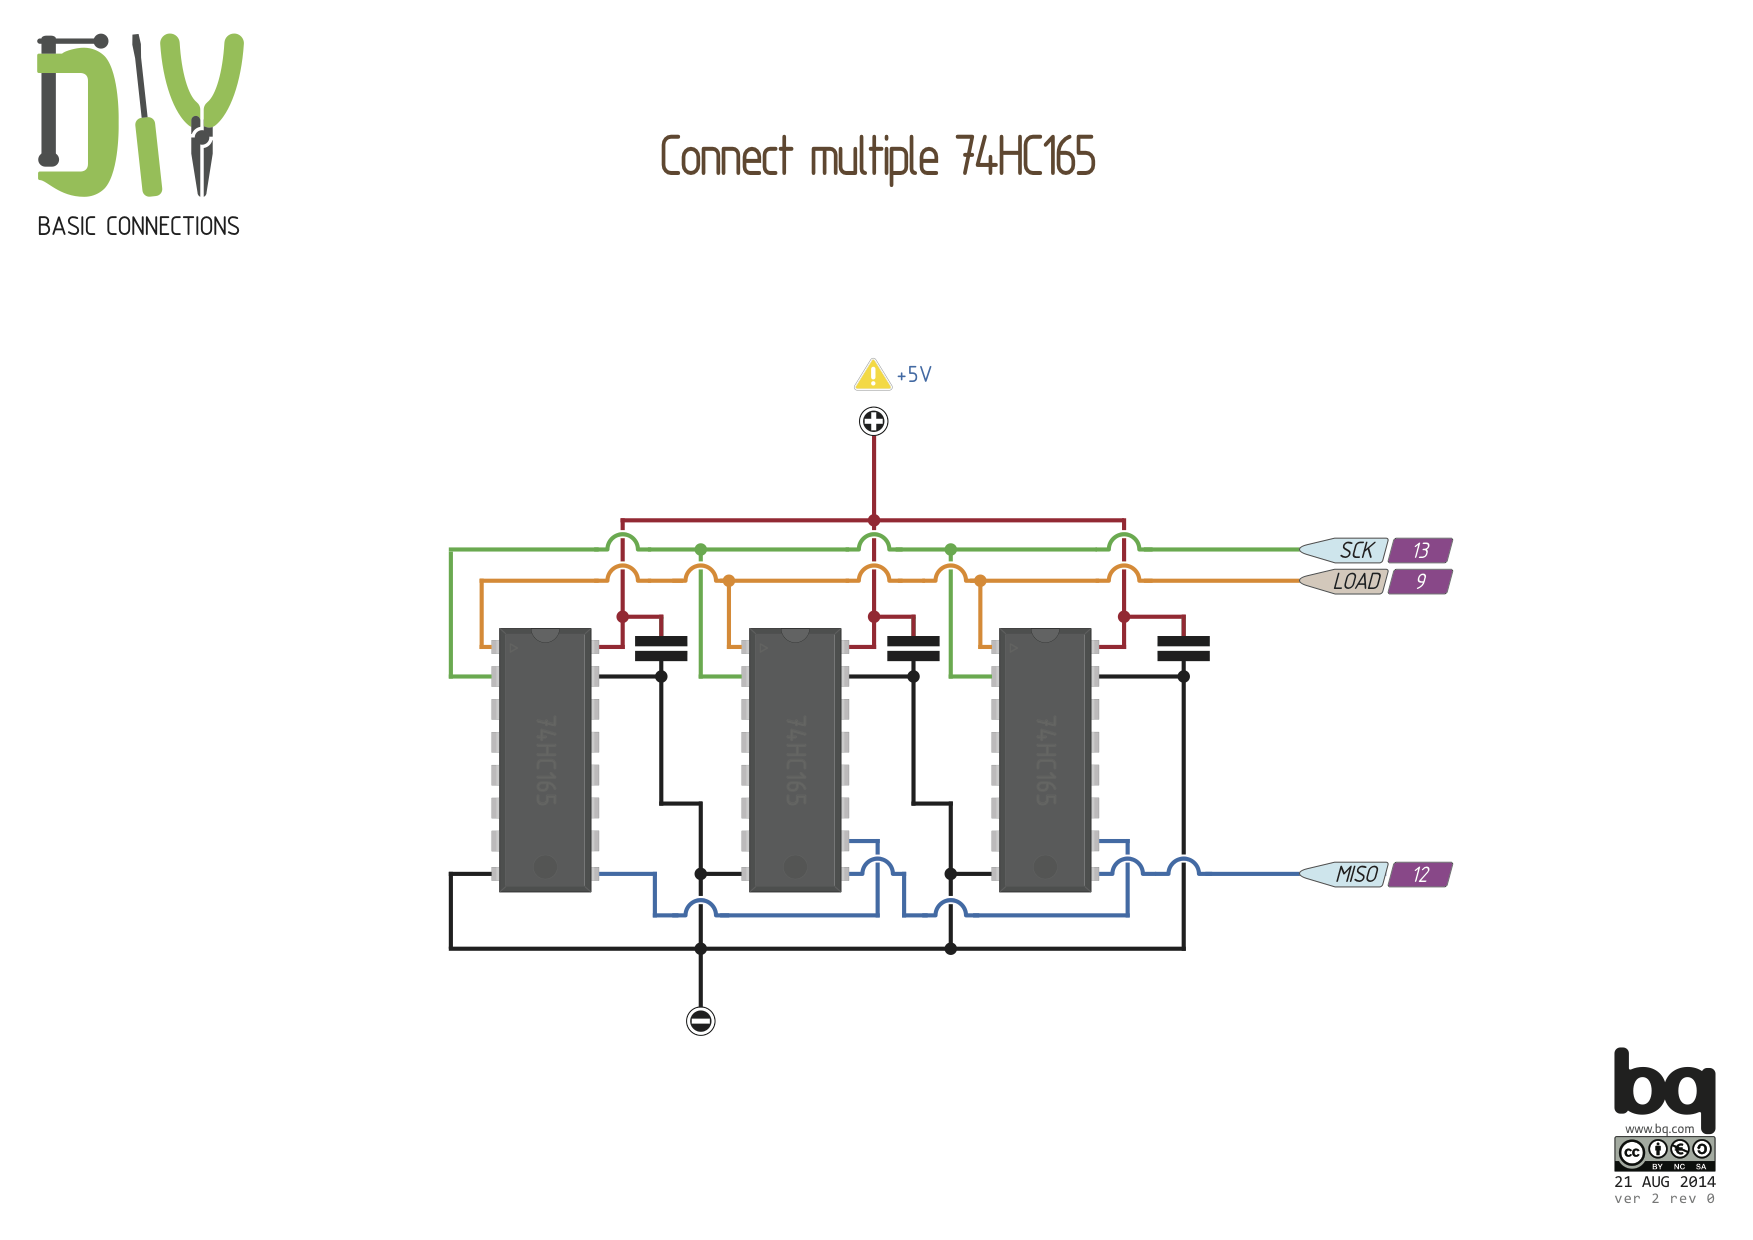 DIY
BASIC CONNECTIONS
Connect multiple 74HC165
+5V
SCK 13
LOAD 9
74HC165
74HC165
74HC165
MISO 12
bq
www.bq.com
cc BY NC SA
21 AUG 2014
ver 2 rev 0